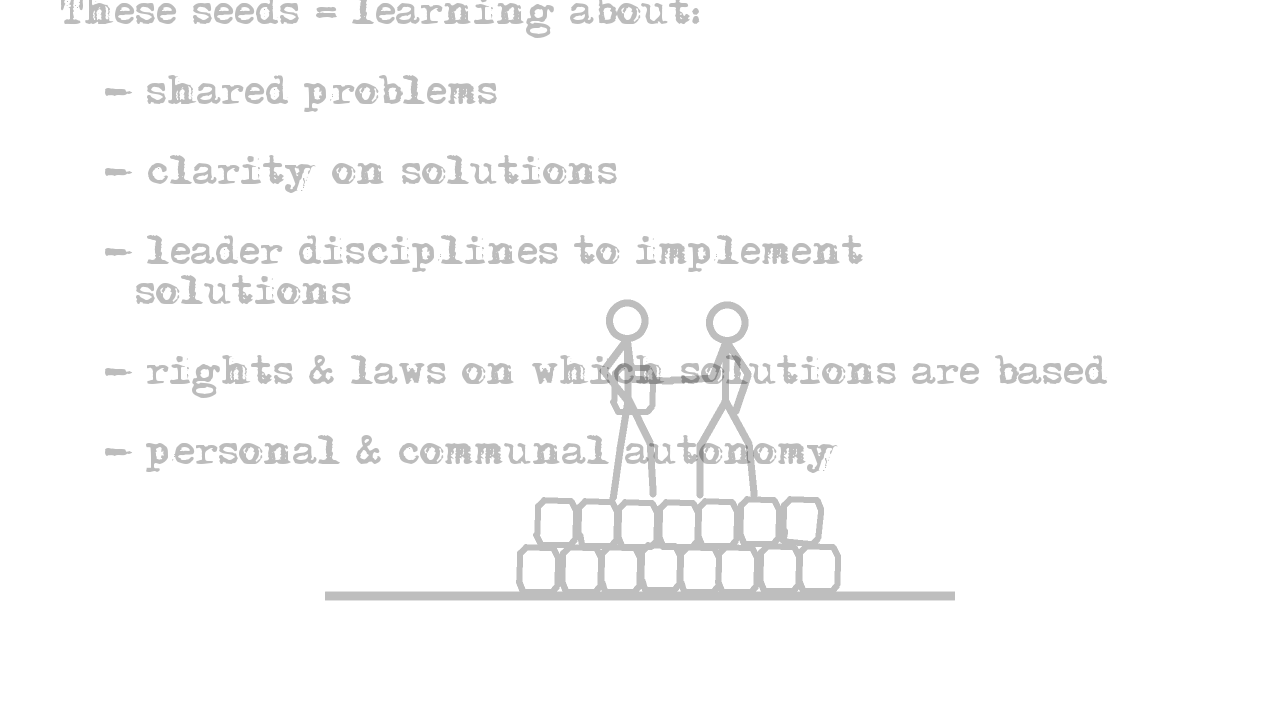 These seeds = learning about:
- shared problems
- clarity on solutions
- leader disciplines to implement
solutions
- rights & laws on which solutions are based
- personal & communal autonomy